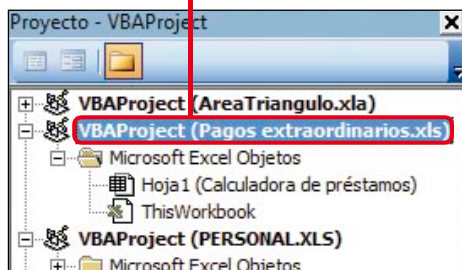 Proyecto - VBAProject
VBAProject (AreaTriangulo.xla)
VBAProject (Pagos extraordinarios.xls)
Microsoft Excel Objetos
Hoja1 (Calculadora de préstamos)
ThisWorkbook
VBAProject (PERSONAL.XLS)
Microsoft Excel Objetos